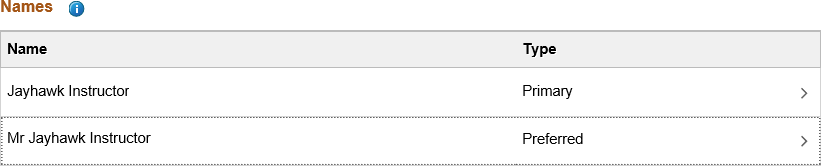 Names
Name Type
Jayhawk Instructor Primary
Mr Jayhawk Instructor Preferred